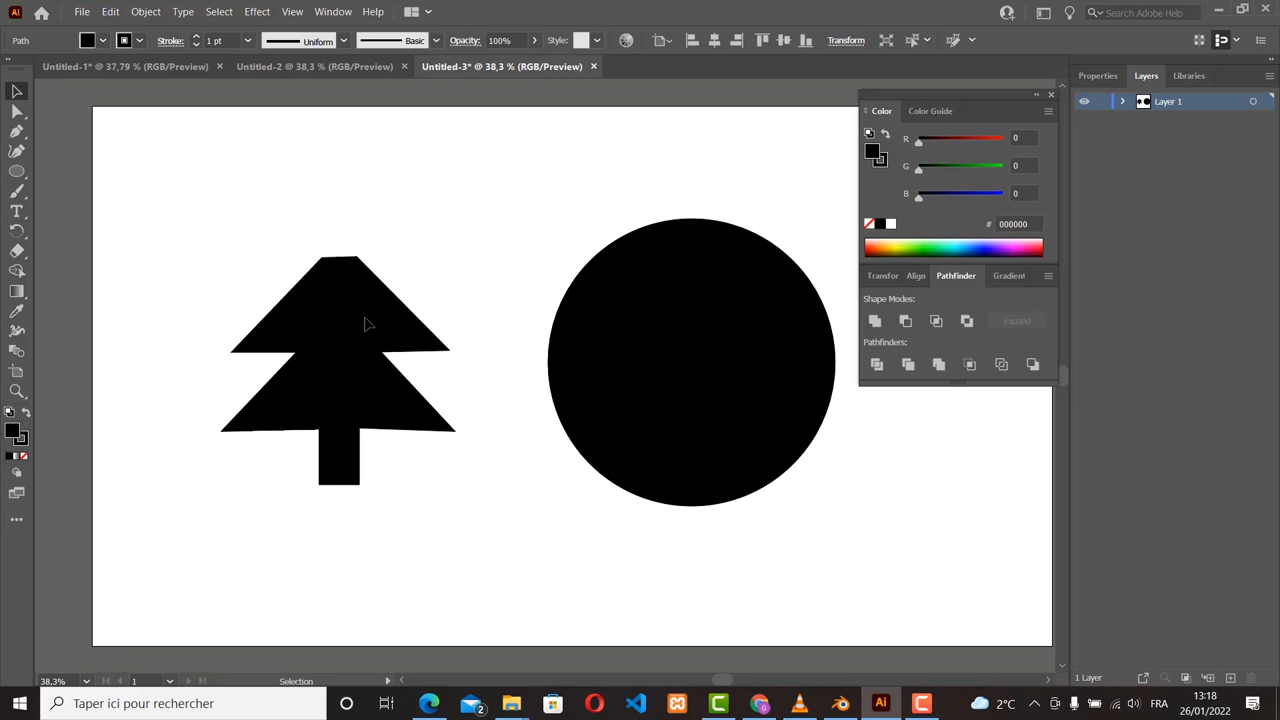 Ai File Edit Object Type Select Effect View Window Help Search Adobe Help
Path Stroke: 1 pt Uniform Basic Opacity: 100% Style: Transform
Untitled-1* @ 37,79 % (RGB/Preview) Untitled-2 @ 38,3 % (RGB/Preview) Untitled-3* @ 38,3 % (RGB/Preview)
Properties Layers Libraries
Layer 1
Color Color Guide
R 0
G 0
B 0
# 000000
Transfor Align Pathfinder Gradient
Shape Modes:
Expand
Pathfinders:
38,3% 1 Selection
1 Layer
Taper ici pour rechercher 2 Ai 2°C FRA 13:18
26/01/2022